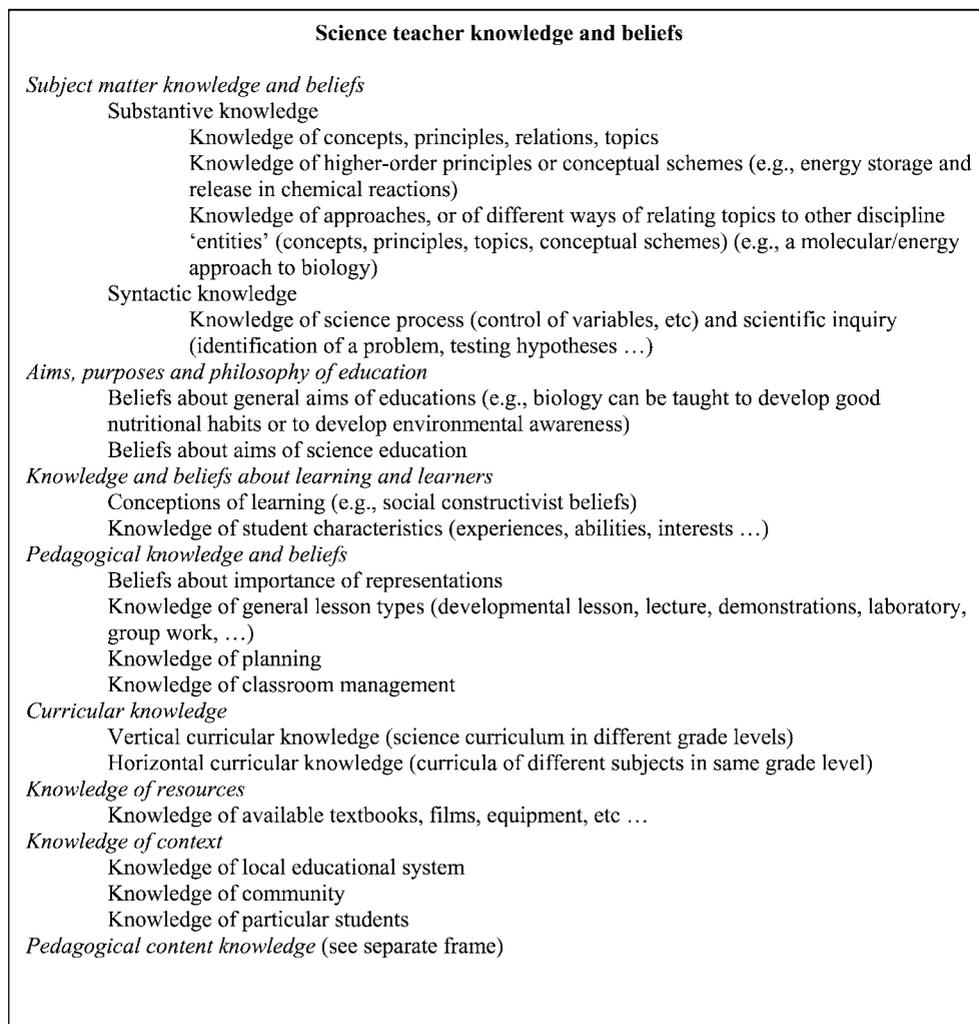 Science teacher knowledge and beliefs
Subject matter knowledge and beliefs
Substantive knowledge
Knowledge of concepts, principles, relations, topics
Knowledge of higher-order principles or conceptual schemes (e.g., energy storage and
release in chemical reactions)
Knowledge of approaches, or of different ways of relating topics to other discipline
‘entities’ (concepts, principles, topics, conceptual schemes) (e.g., a molecular/energy
approach to biology)
Syntactic knowledge
Knowledge of science process (control of variables, etc) and scientific inquiry
(identification of a problem, testing hypotheses …)
Aims, purposes and philosophy of education
Beliefs about general aims of educations (e.g., biology can be taught to develop good
nutritional habits or to develop environmental awareness)
Beliefs about aims of science education
Knowledge and beliefs about learning and learners
Conceptions of learning (e.g., social constructivist beliefs)
Knowledge of student characteristics (experiences, abilities, interests …)
Pedagogical knowledge and beliefs
Beliefs about importance of representations
Knowledge of general lesson types (developmental lesson, lecture, demonstrations, laboratory,
group work, …)
Knowledge of planning
Knowledge of classroom management
Curricular knowledge
Vertical curricular knowledge (science curriculum in different grade levels)
Horizontal curricular knowledge (curricula of different subjects in same grade level)
Knowledge of resources
Knowledge of available textbooks, films, equipment, etc …
Knowledge of context
Knowledge of local educational system
Knowledge of community
Knowledge of particular students
Pedagogical content knowledge (see separate frame)